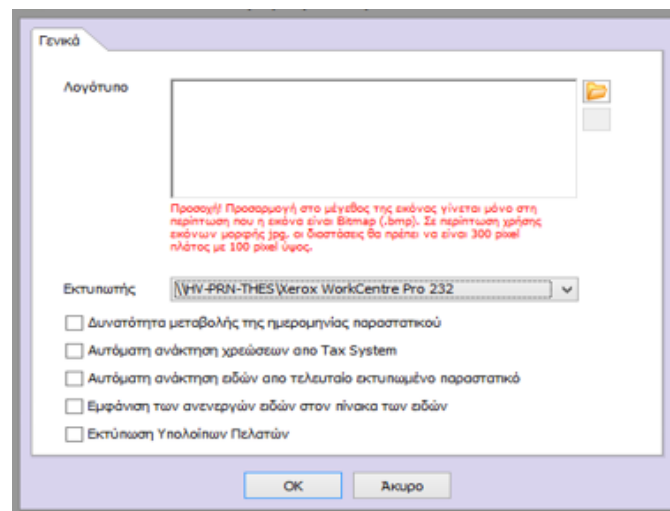 Γενικά
Λογότυπο
Προσοχή! Προσαρμογή στο μέγεθος της εικόνας γίνεται μόνο στη
περίπτωση που η εικόνα είναι Bitmap (.bmp). Σε περίπτωση χρήσης
εικόνων μορφής jpg, οι διαστάσεις θα πρέπει να είναι 300 pixel
πλάτος με 100 pixel ύψος.
Εκτυπωτής \\HV-PRN-THES\Xerox WorkCentre Pro 232
Δυνατότητα μεταβολής της ημερομηνίας παραστατικού
Αυτόματη ανάκτηση χρεώσεων απο Tax System
Αυτόματη ανάκτηση ειδών απο τελευταίο εκτυπωμένο παραστατικό
Εμφάνιση των ανενεργών ειδών στον πίνακα των ειδών
Εκτύπωση Υπολοίπων Πελατών
OK Άκυρο